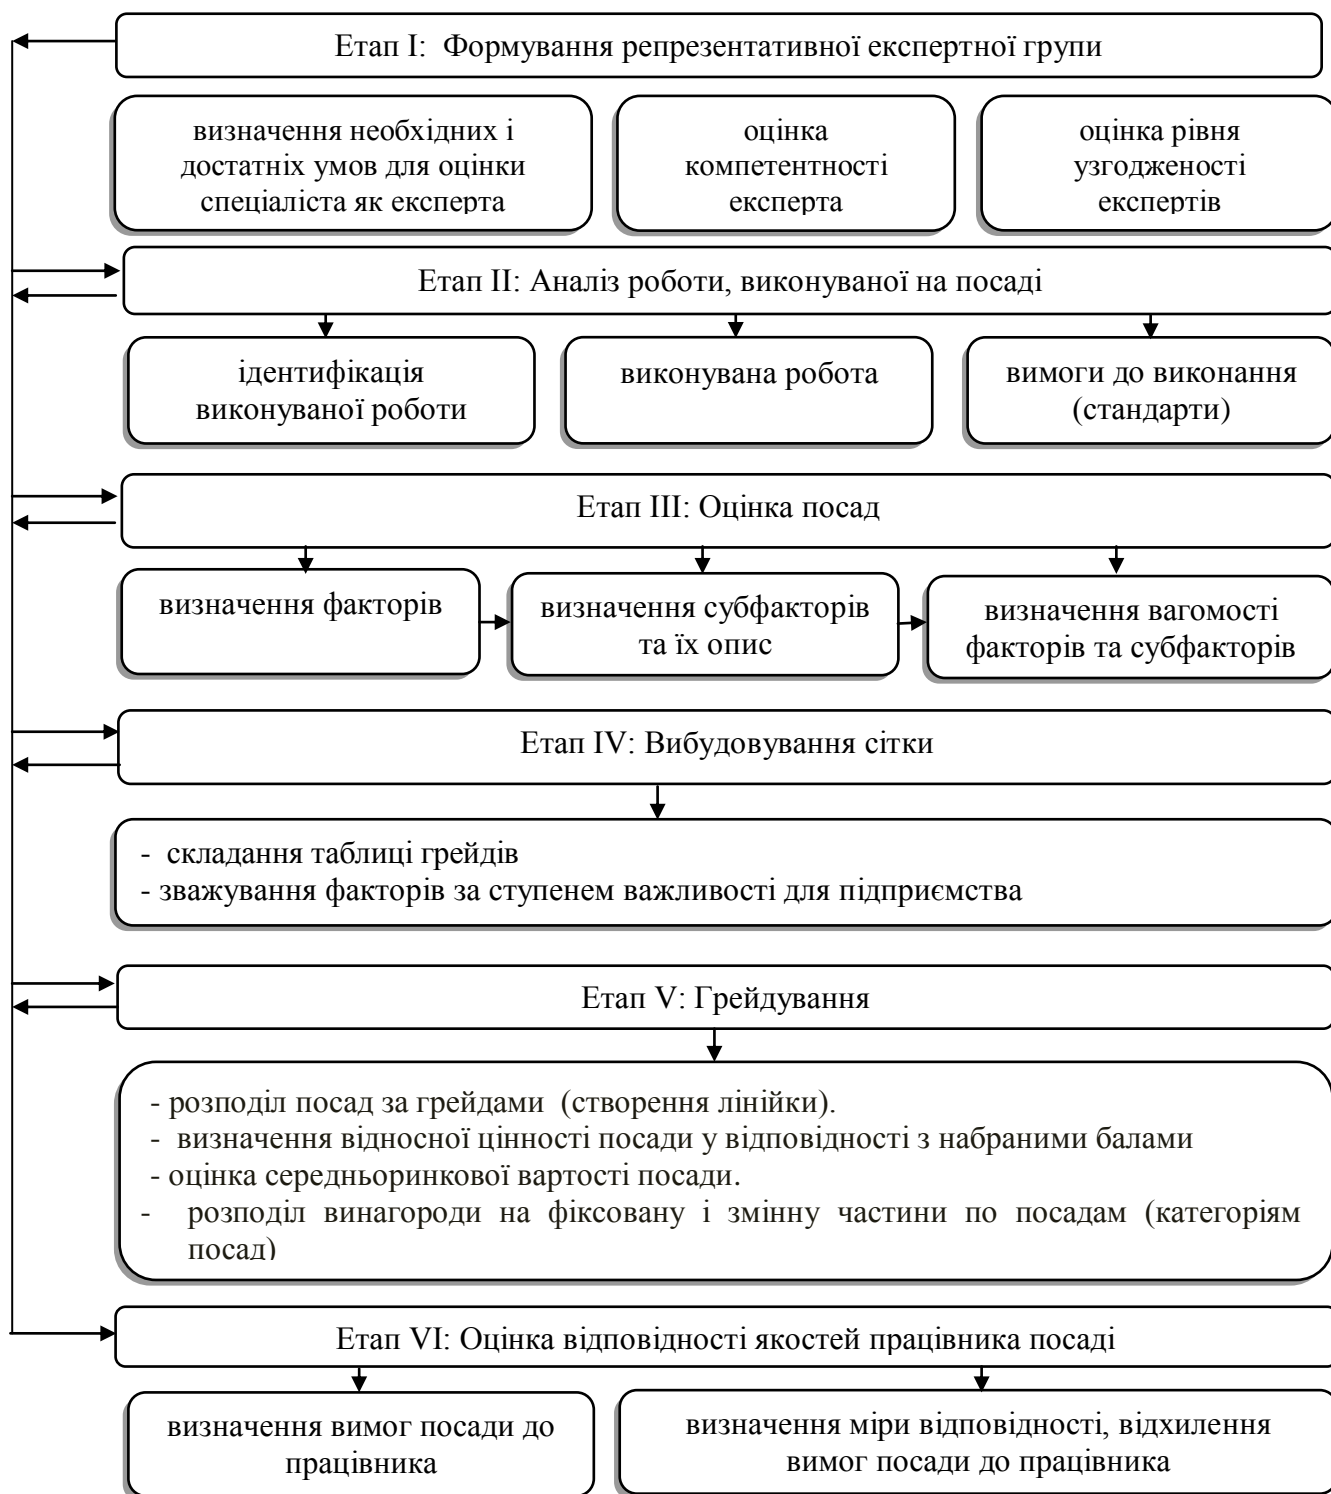 Етап I: Формування репрезентативної експертної групи
визначення необхідних і
достатніх умов для оцінки
спеціаліста як експерта
оцінка
компетентності
експерта
оцінка рівня
узгодженості
експертів
Етап II: Аналіз роботи, виконуваної на посаді
ідентифікація
виконуваної роботи
виконувана робота
вимоги до виконання
(стандарти)
Етап III: Оцінка посад
визначення факторів
визначення субфакторів
та їх опис
визначення вагомості
факторів та субфакторів
Етап IV: Вибудовування сітки
- складання таблиці грейдів
- зважування факторів за ступенем важливості для підприємства
Етап V: Грейдування
- розподіл посад за грейдами (створення лінійки).
- визначення відносної цінності посади у відповідності з набраними балами
- оцінка середньоринкової вартості посади.
- розподіл винагороди на фіксовану і змінну частини по посадам (категоріям
посад)
Етап VI: Оцінка відповідності якостей працівника посаді
визначення вимог посади до
працівника
визначення міри відповідності, відхилення
вимог посади до працівника